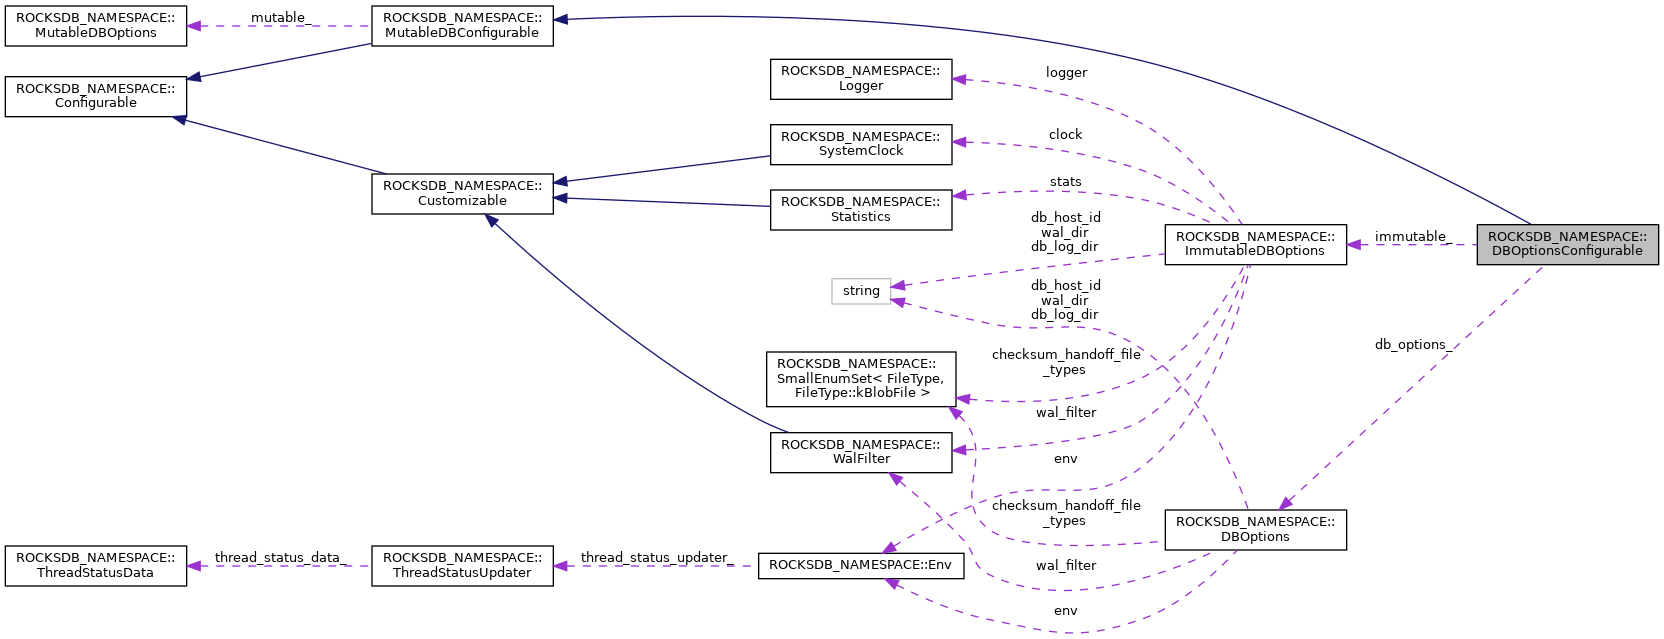 ROCKSDB_NAMESPACE::
MutableDBOptions
mutable_
ROCKSDB_NAMESPACE::
MutableDBConfigurable
ROCKSDB_NAMESPACE::
Configurable
ROCKSDB_NAMESPACE::
Logger
logger
ROCKSDB_NAMESPACE::
SystemClock
clock
ROCKSDB_NAMESPACE::
Customizable
ROCKSDB_NAMESPACE::
Statistics
stats
db_host_id
wal_dir
db_log_dir
ROCKSDB_NAMESPACE::
ImmutableDBOptions
immutable_
ROCKSDB_NAMESPACE::
DBOptionsConfigurable
string
db_host_id
wal_dir
db_log_dir
db_options_
ROCKSDB_NAMESPACE::
SmallEnumSet< FileType,
FileType::kBlobFile >
checksum_handoff_file
_types
wal_filter
ROCKSDB_NAMESPACE::
WalFilter
env
checksum_handoff_file
_types
ROCKSDB_NAMESPACE::
DBOptions
ROCKSDB_NAMESPACE::
ThreadStatusData
thread_status_data_
ROCKSDB_NAMESPACE::
ThreadStatusUpdater
thread_status_updater_
ROCKSDB_NAMESPACE::Env
wal_filter
env